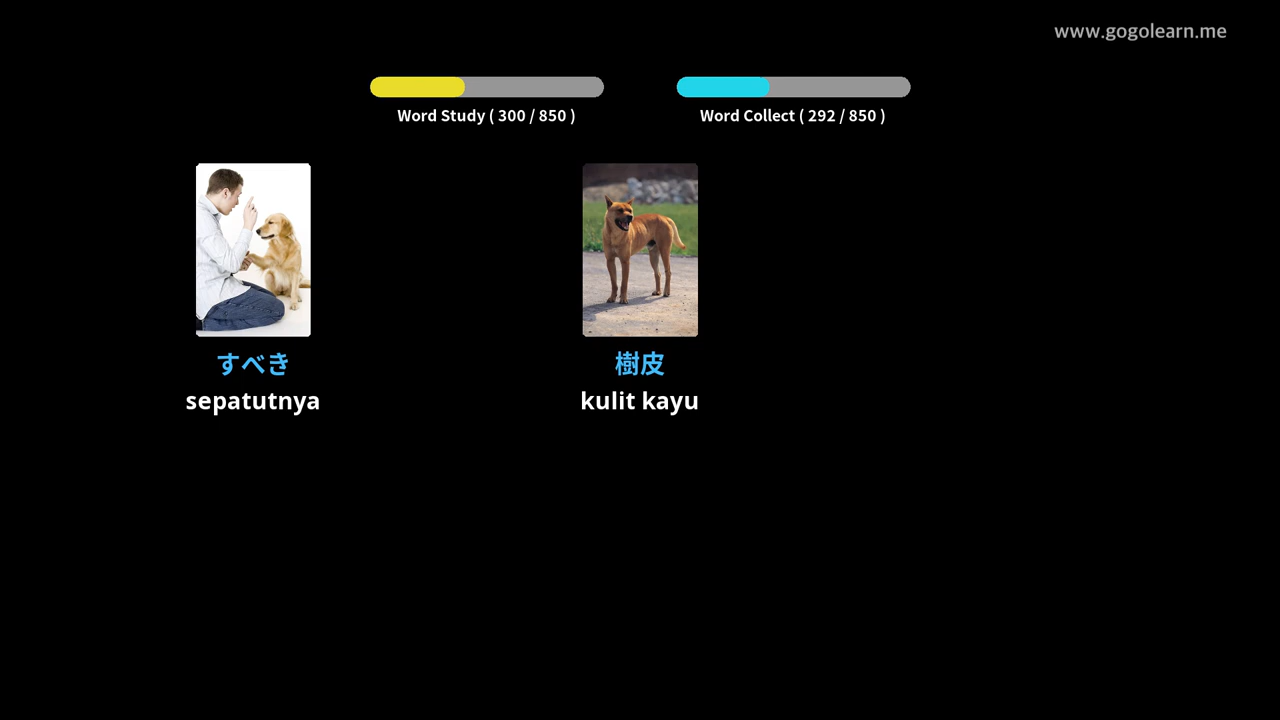 www.gogolearn.me
Word Study ( 300 / 850 )
Word Collect ( 292 / 850 )
すべき
sepatutnya
樹皮
kulit kayu